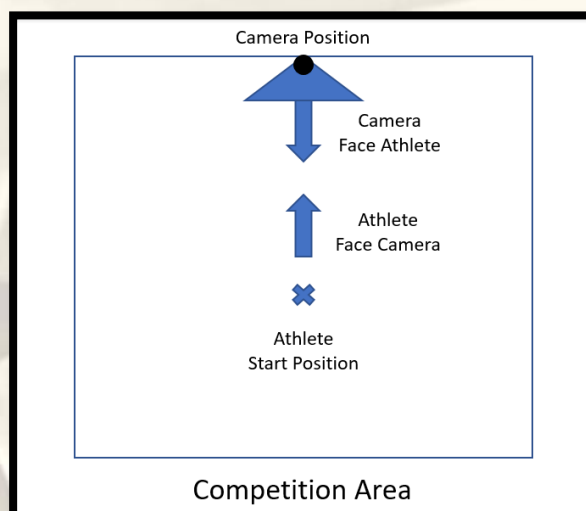 Camera Position
Camera
Face Athlete
Athlete
Face Camera
Athlete
Start Position
Competition Area